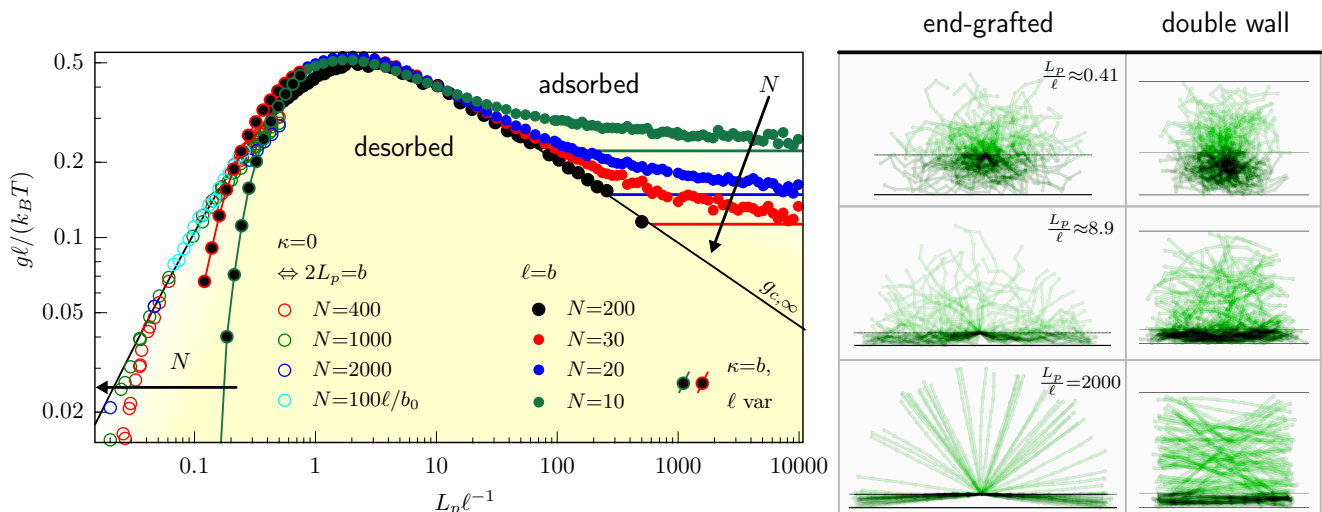 end-grafted
double wall
0.5
0.2
0.1
0.05
0.02
gℓ/(k_BT)
adsorbed
desorbed
N
g_{c,∞}
N
κ=0
⇔ 2L_p=b
N=400
N=1000
N=2000
N=100ℓ/b_0
ℓ=b
N=200
N=30
N=20
N=10
κ=b,
ℓ var
0.1
1
10
100
1000
10000
L_pℓ^{-1}
L_p/ℓ≈0.41
L_p/ℓ≈8.9
L_p/ℓ=2000